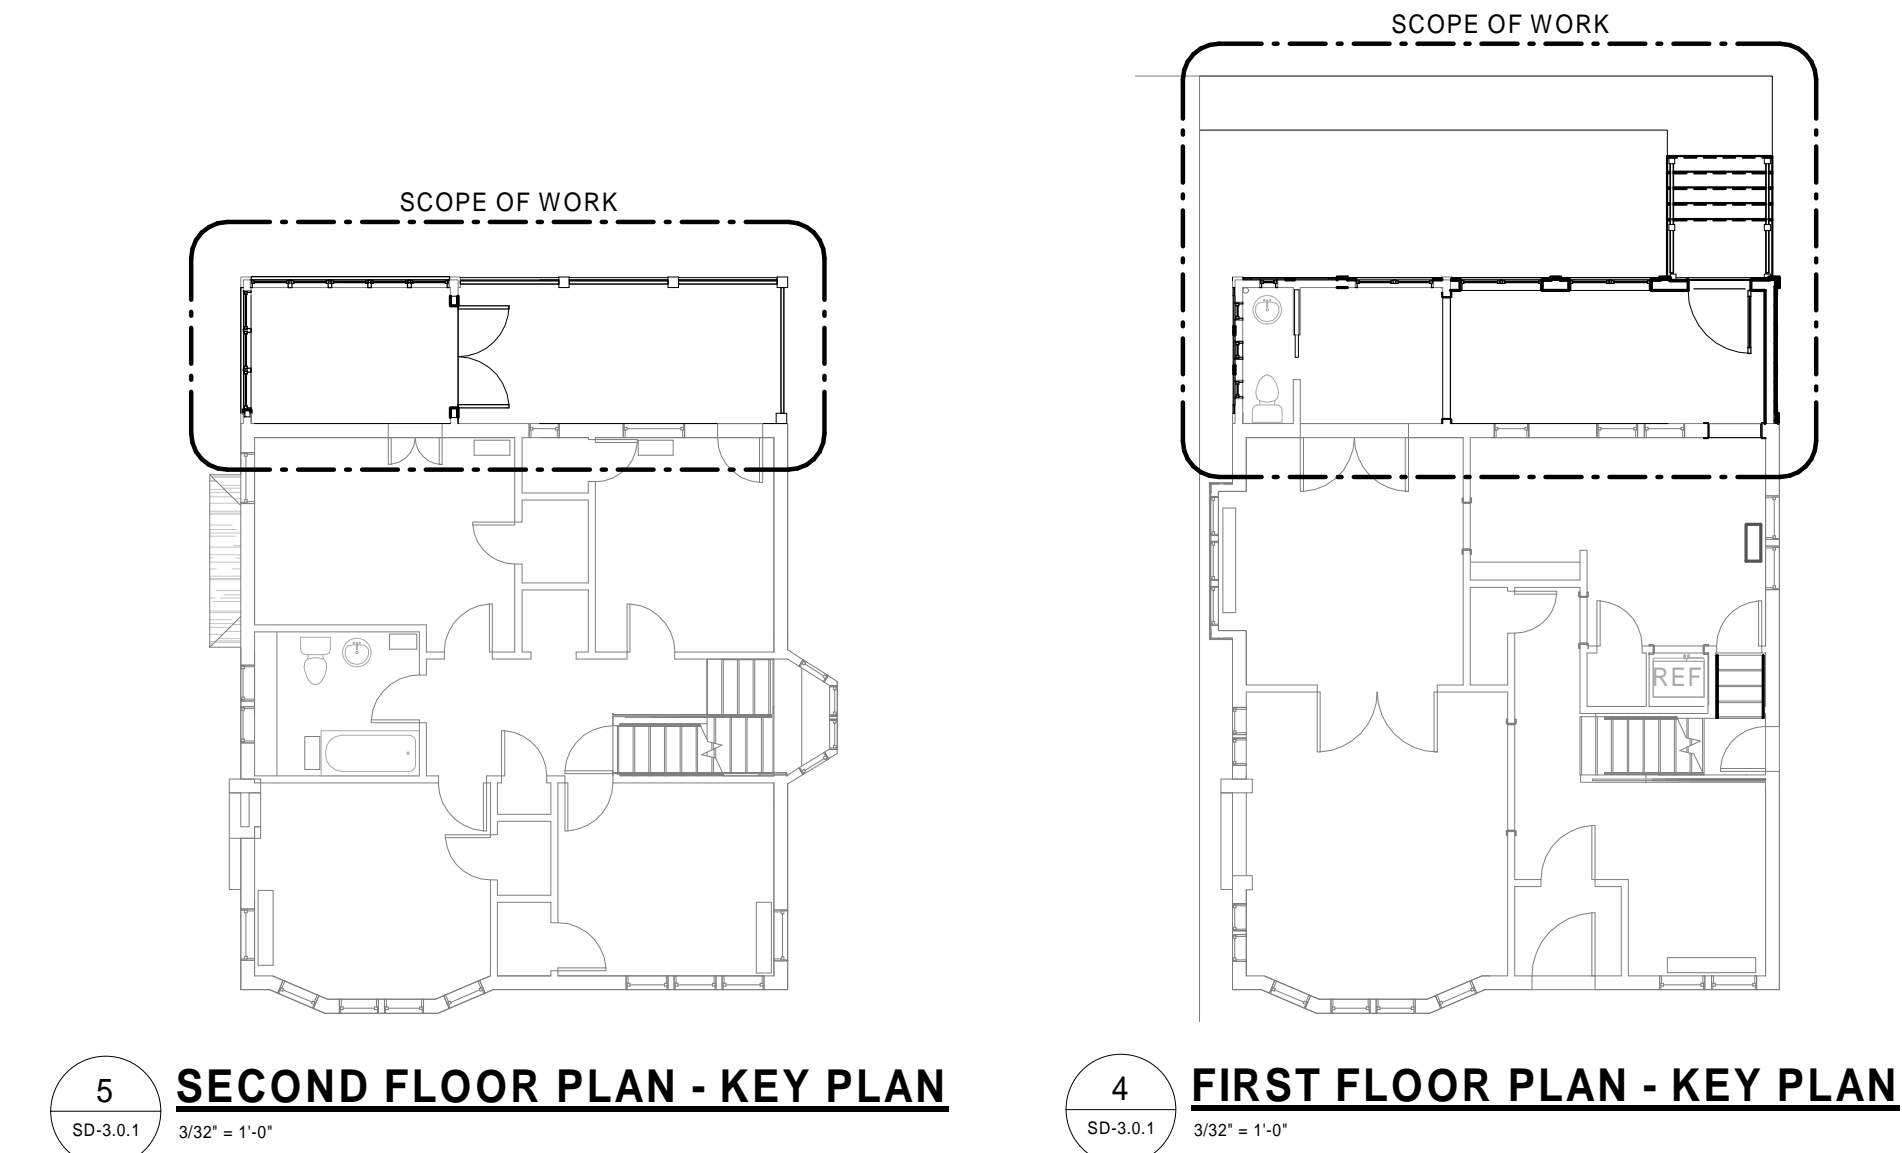 SCOPE OF WORK
SCOPE OF WORK
REF
5
SD-3.0.1
SECOND FLOOR PLAN - KEY PLAN
3/32" = 1'-0"
4
SD-3.0.1
FIRST FLOOR PLAN - KEY PLAN
3/32" = 1'-0"